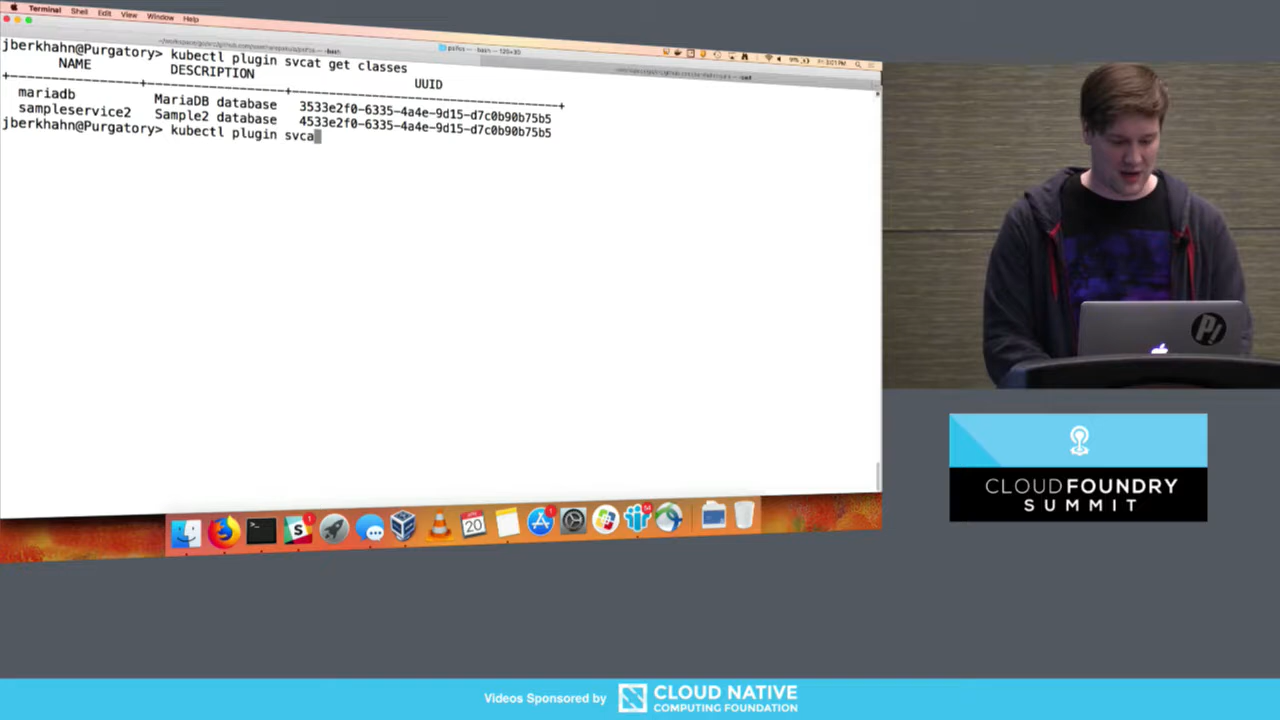 Terminal Shell Edit View Window Help
jberkhahn@Purgatory> kubectl plugin svcat get classes
NAME DESCRIPTION UUID
mariadb MariaDB database 3533e2f0-6335-4a4e-9d15-d7c0b90b75b5
sampleservice2 Sample2 database 4533e2f0-6335-4a4e-9d15-d7c0b90b75b5
jberkhahn@Purgatory> kubectl plugin svca
20
P!
CLOUDFOUNDRY
SUMMIT
Videos Sponsored by
CLOUD NATIVE
COMPUTING FOUNDATION